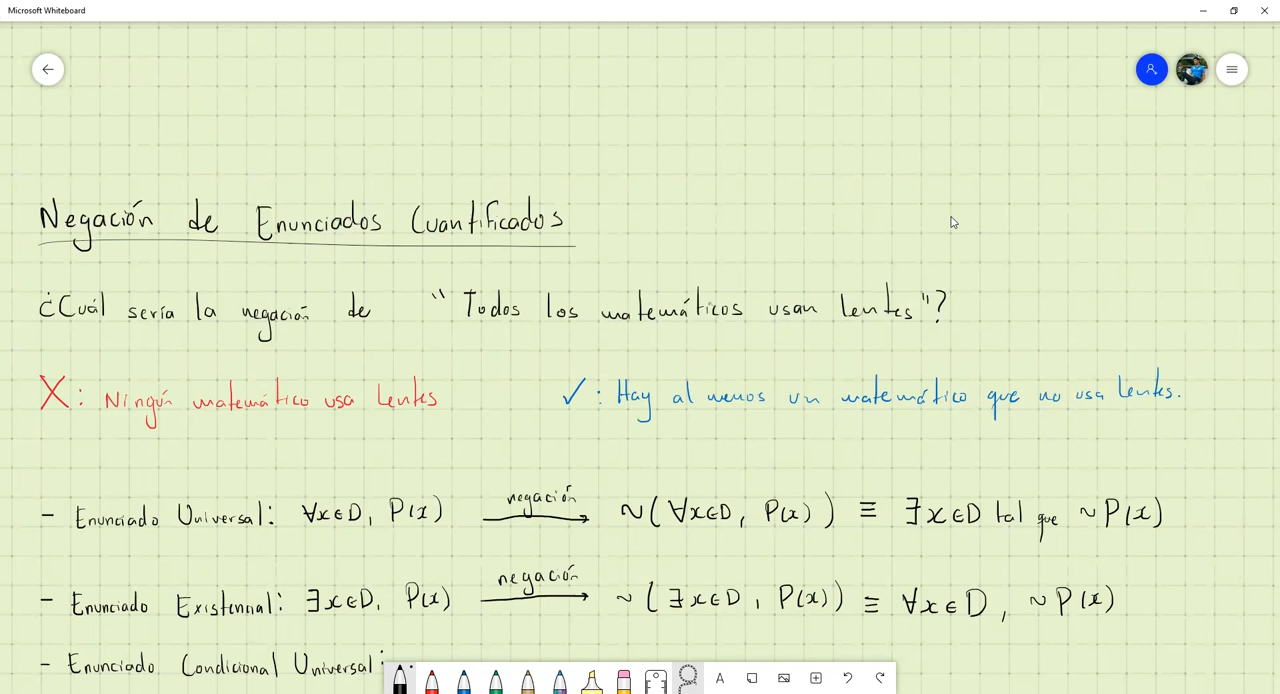 Microsoft Whiteboard
Negación de Enunciados Cuantificados
¿Cuál sería la negación de "Todos los matemáticos usan lentes"?
X: Ningún matemático usa lentes ✓: Hay al menos un matemático que no usa lentes.
- Enunciado Universal: ∀x∈D, P(x) negación → ~(∀x∈D, P(x)) ≡ ∃x∈D tal que ~P(x)
- Enunciado Existencial: ∃x∈D, P(x) negación → ~(∃x∈D, P(x)) ≡ ∀x∈D, ~P(x)
- Enunciado Condicional Universal: